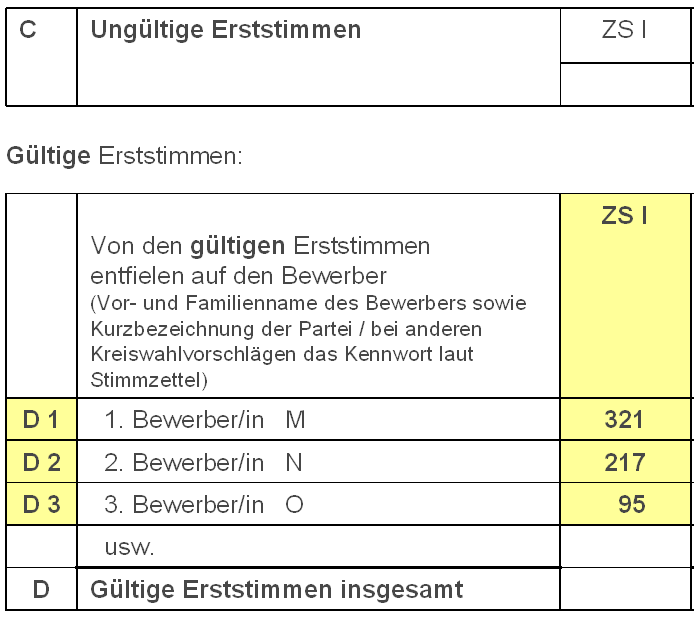 C Ungültige Erststimmen ZS I
Gültige Erststimmen:
ZS I
Von den gültigen Erststimmen
entfielen auf den Bewerber
(Vor- und Familienname des Bewerbers sowie
Kurzbezeichnung der Partei / bei anderen
Kreiswahlvorschlägen das Kennwort laut
Stimmzettel)
D 1 1. Bewerber/in M 321
D 2 2. Bewerber/in N 217
D 3 3. Bewerber/in O 95
usw.
D Gültige Erststimmen insgesamt